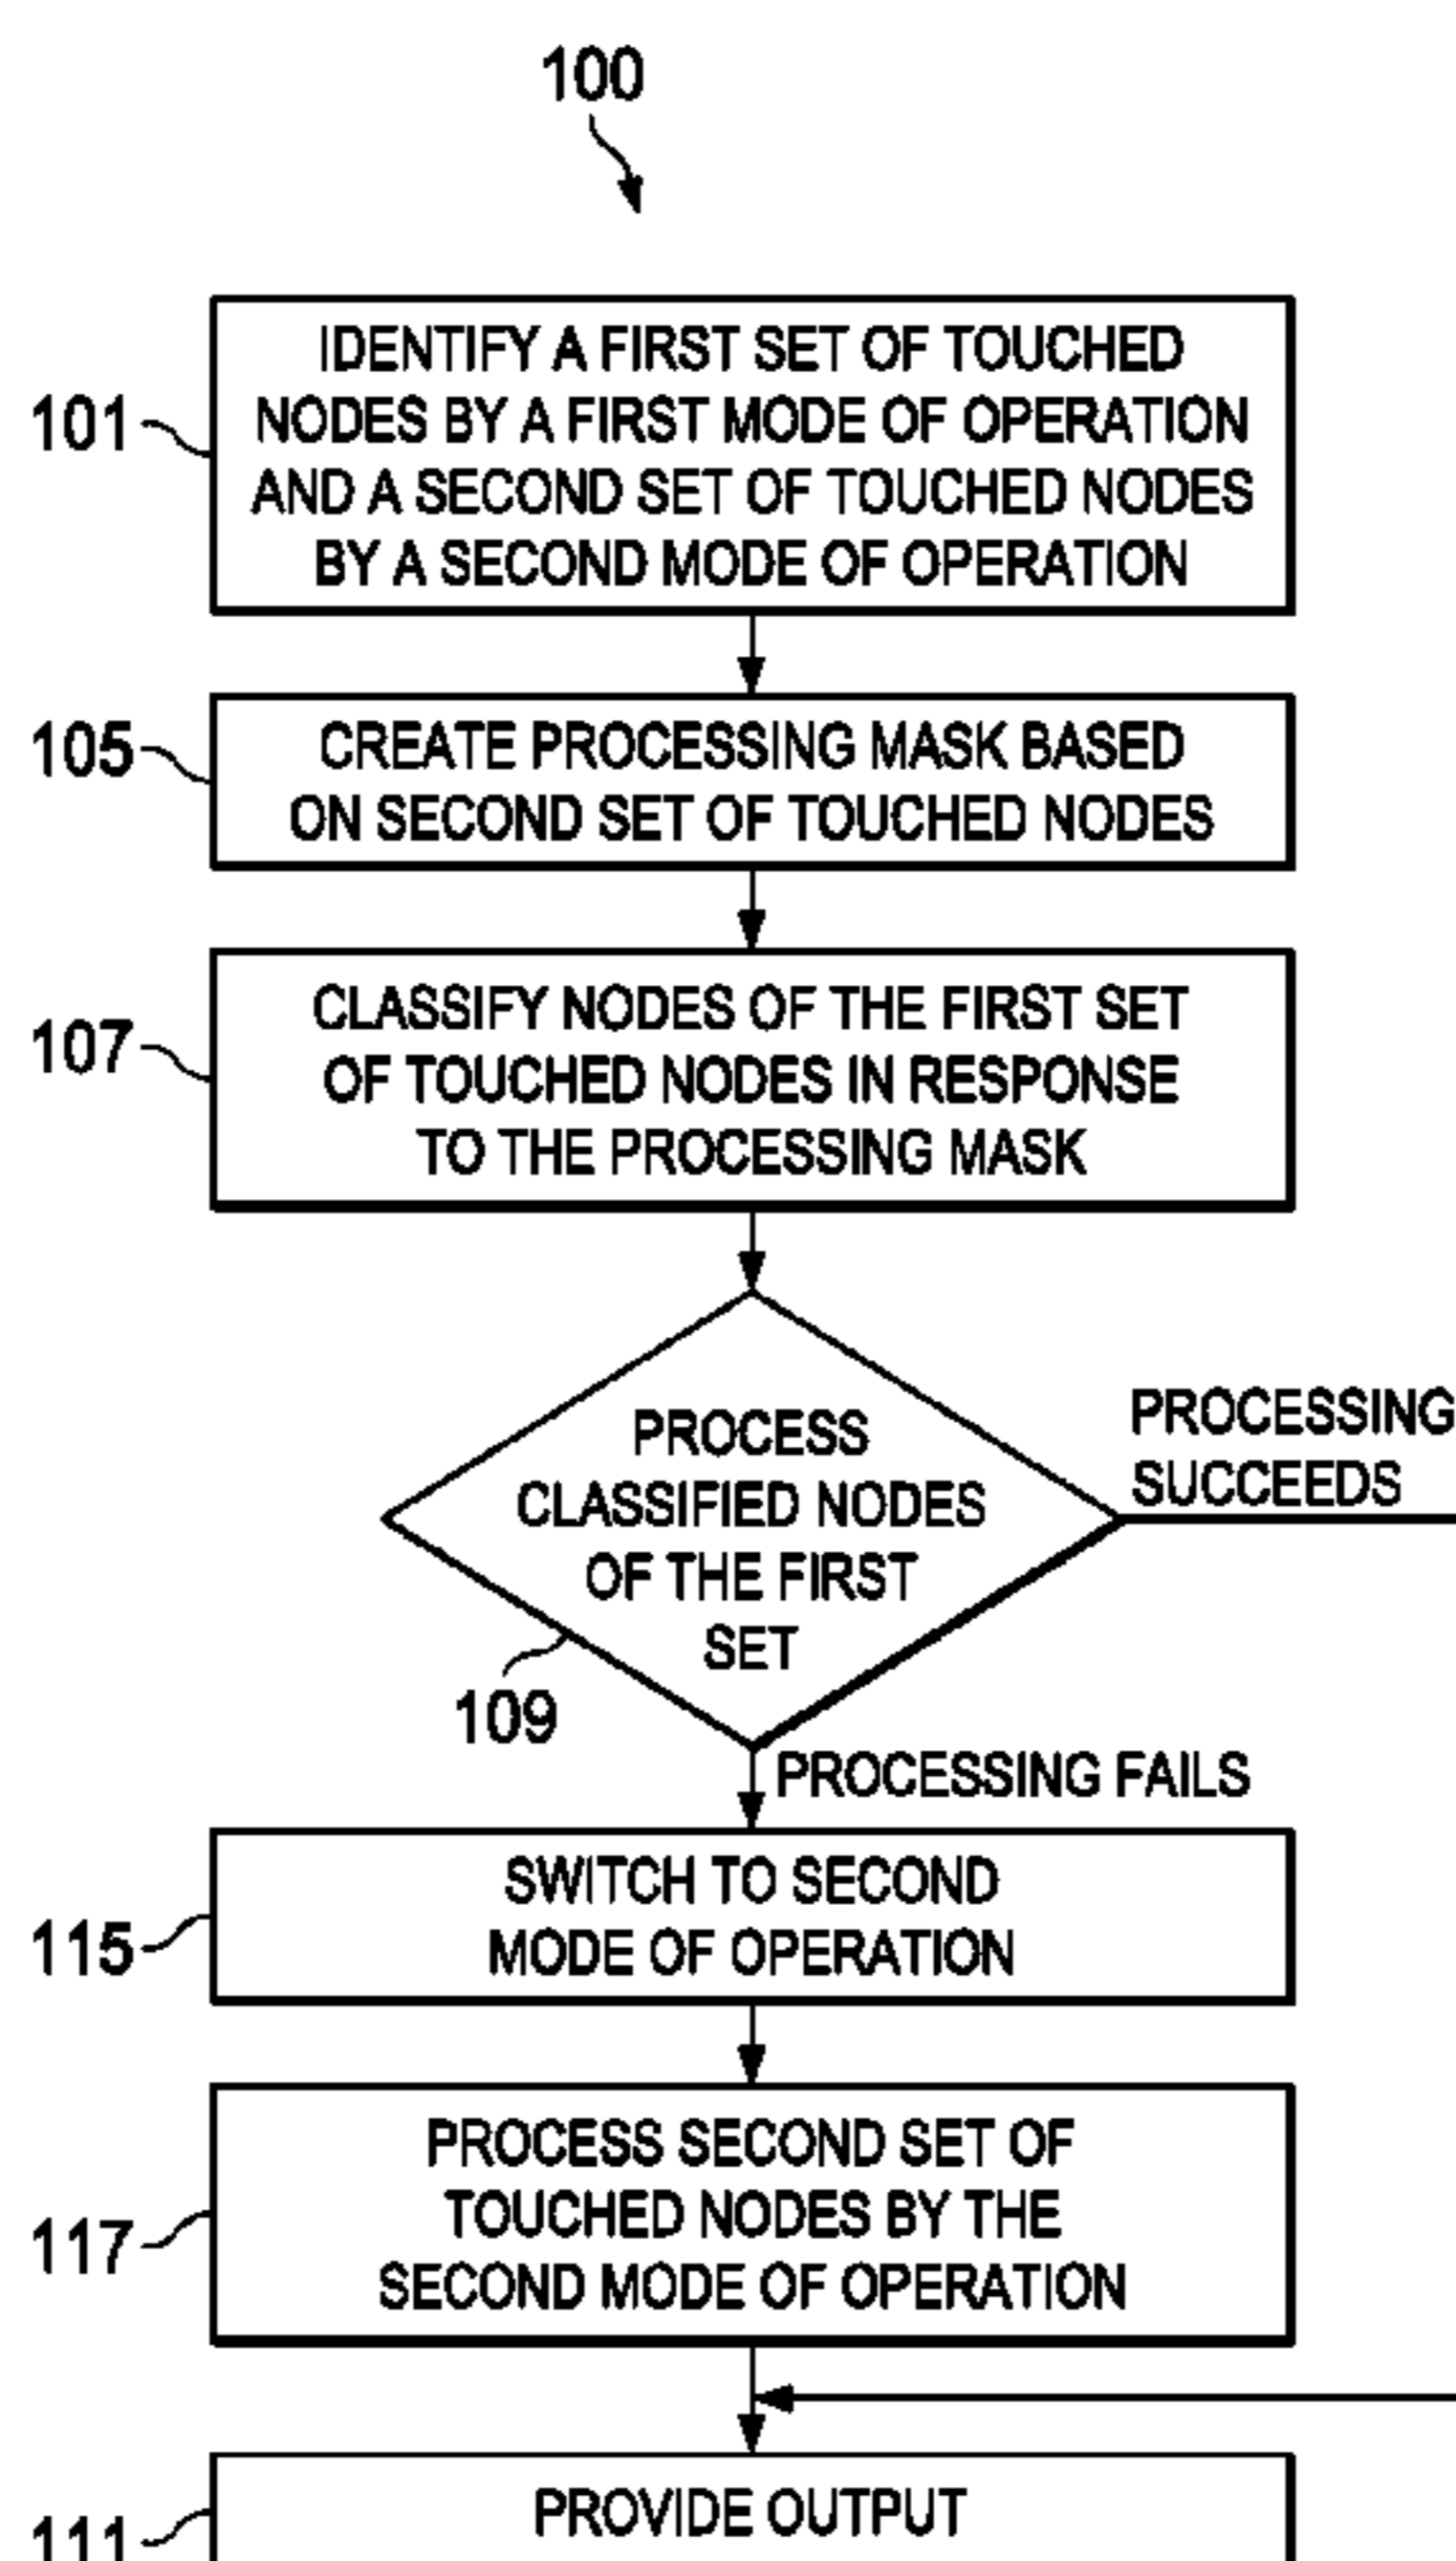 100
101
IDENTIFY A FIRST SET OF TOUCHED
NODES BY A FIRST MODE OF OPERATION
AND A SECOND SET OF TOUCHED NODES
BY A SECOND MODE OF OPERATION
105
CREATE PROCESSING MASK BASED
ON SECOND SET OF TOUCHED NODES
107
CLASSIFY NODES OF THE FIRST SET
OF TOUCHED NODES IN RESPONSE
TO THE PROCESSING MASK
PROCESS
CLASSIFIED NODES
OF THE FIRST
SET
109
PROCESSING
SUCCEEDS
PROCESSING FAILS
115
SWITCH TO SECOND
MODE OF OPERATION
117
PROCESS SECOND SET OF
TOUCHED NODES BY THE
SECOND MODE OF OPERATION
111
PROVIDE OUTPUT